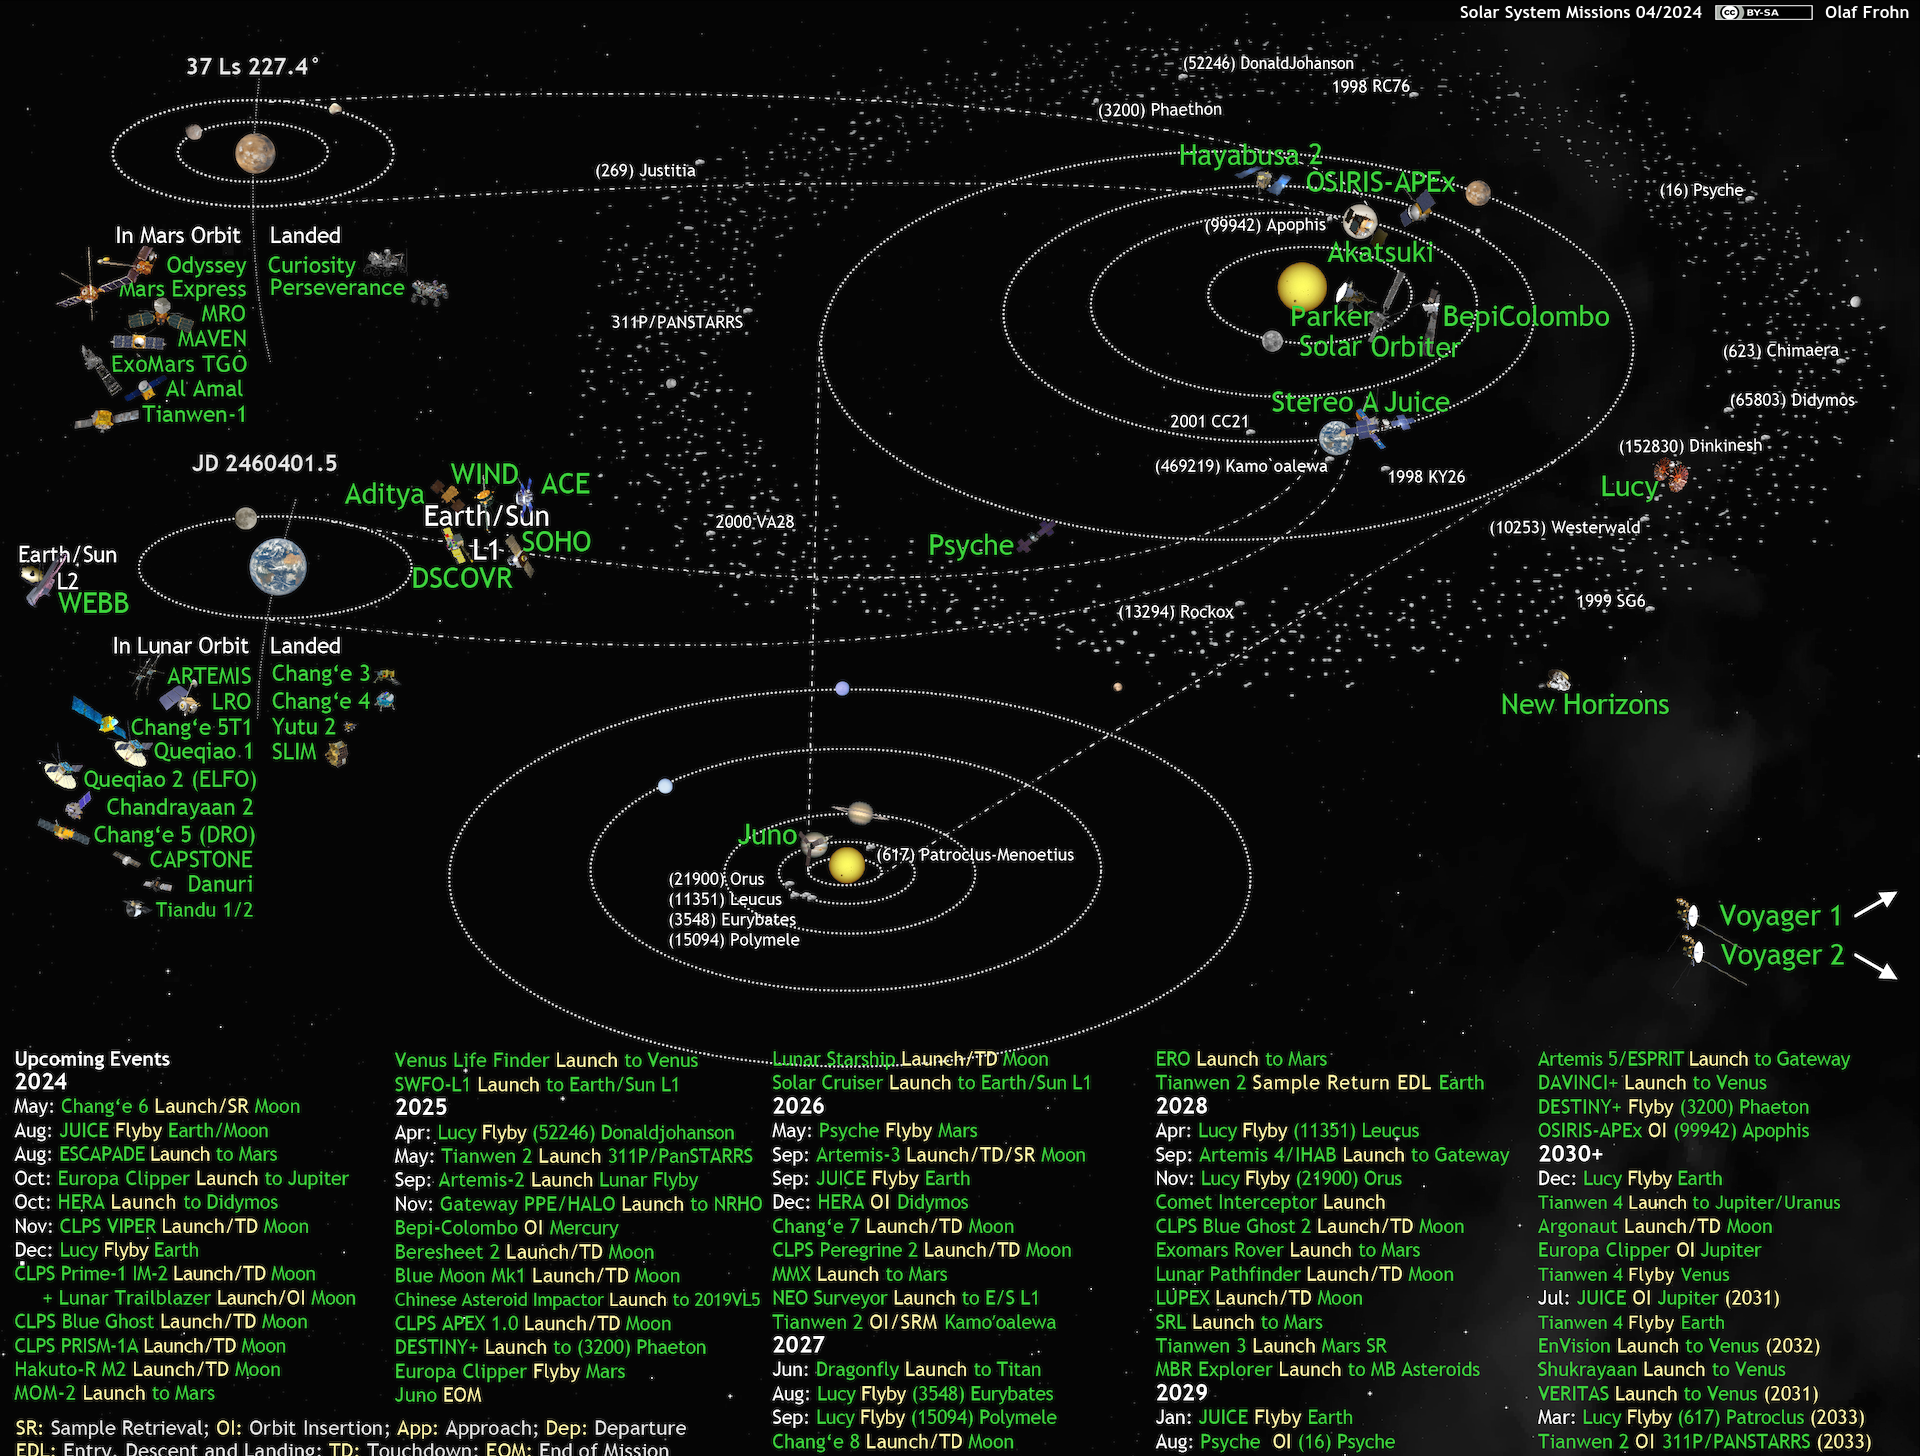 Solar System Missions 04/2024 cc BY-SA Olaf Frohn
37 Ls 227.4°
In Mars Orbit Landed
Odyssey Curiosity
Mars Express Perseverance
MRO
MAVEN
ExoMars TGO
Al Amal
Tianwen-1
(52246) DonaldJohanson
1998 RC76
(3200) Phaethon
(269) Justitia
Hayabusa 2
OSIRIS-APEx
(16) Psyche
(99942) Apophis
Akatsuki
311P/PANSTARRS
Parker
BepiColombo
Solar Orbiter
(623) Chimaera
Stereo A Juice
(65803) Didymos
2001 CC21
(152830) Dinkinesh
(469219) Kamo`oalewa
1998 KY26
Lucy
2000 VA28
(10253) Westerwald
Psyche
(13294) Rockox
1999 SG6
New Horizons
JD 2460401.5
Aditya
WIND
ACE
Earth/Sun
L1
SOHO
DSCOVR
Earth/Sun
L2
WEBB
In Lunar Orbit Landed
ARTEMIS Chang‘e 3
LRO Chang‘e 4
Chang‘e 5T1 Yutu 2
Queqiao 1 SLIM
Queqiao 2 (ELFO)
Chandrayaan 2
Chang‘e 5 (DRO)
CAPSTONE
Danuri
Tiandu 1/2
Juno
(617) Patroclus-Menoetius
(21900) Orus
(11351) Leucus
(3548) Eurybates
(15094) Polymele
Voyager 1
Voyager 2
Upcoming Events
2024
May: Chang‘e 6 Launch/SR Moon
Aug: JUICE Flyby Earth/Moon
Aug: ESCAPADE Launch to Mars
Oct: Europa Clipper Launch to Jupiter
Oct: HERA Launch to Didymos
Nov: CLPS VIPER Launch/TD Moon
Dec: Lucy Flyby Earth
CLPS Prime-1 IM-2 Launch/TD Moon
+ Lunar Trailblazer Launch/OI Moon
CLPS Blue Ghost Launch/TD Moon
CLPS PRISM-1A Launch/TD Moon
Hakuto-R M2 Launch/TD Moon
MOM-2 Launch to Mars
Venus Life Finder Launch to Venus
SWFO-L1 Launch to Earth/Sun L1
2025
Apr: Lucy Flyby (52246) Donaldjohanson
May: Tianwen 2 Launch 311P/PanSTARRS
Sep: Artemis-2 Launch Lunar Flyby
Nov: Gateway PPE/HALO Launch to NRHO
Bepi-Colombo OI Mercury
Beresheet 2 Launch/TD Moon
Blue Moon Mk1 Launch/TD Moon
Chinese Asteroid Impactor Launch to 2019VL5
CLPS APEX 1.0 Launch/TD Moon
DESTINY+ Launch to (3200) Phaeton
Europa Clipper Flyby Mars
Juno EOM
Lunar Starship Launch/TD Moon
Solar Cruiser Launch to Earth/Sun L1
2026
May: Psyche Flyby Mars
Sep: Artemis-3 Launch/TD/SR Moon
Sep: JUICE Flyby Earth
Dec: HERA OI Didymos
Chang‘e 7 Launch/TD Moon
CLPS Peregrine 2 Launch/TD Moon
MMX Launch to Mars
NEO Surveyor Launch to E/S L1
Tianwen 2 OI/SRM Kamo’oalewa
2027
Jun: Dragonfly Launch to Titan
Aug: Lucy Flyby (3548) Eurybates
Sep: Lucy Flyby (15094) Polymele
Chang‘e 8 Launch/TD Moon
ERO Launch to Mars
Tianwen 2 Sample Return EDL Earth
2028
Apr: Lucy Flyby (11351) Leucus
Sep: Artemis 4/IHAB Launch to Gateway
Nov: Lucy Flyby (21900) Orus
Comet Interceptor Launch
CLPS Blue Ghost 2 Launch/TD Moon
Exomars Rover Launch to Mars
Lunar Pathfinder Launch/TD Moon
LUPEX Launch/TD Moon
SRL Launch to Mars
Tianwen 3 Launch Mars SR
MBR Explorer Launch to MB Asteroids
2029
Jan: JUICE Flyby Earth
Aug: Psyche OI (16) Psyche
Artemis 5/ESPRIT Launch to Gateway
DAVINCI+ Launch to Venus
DESTINY+ Flyby (3200) Phaeton
OSIRIS-APEx OI (99942) Apophis
2030+
Dec: Lucy Flyby Earth
Tianwen 4 Launch to Jupiter/Uranus
Argonaut Launch/TD Moon
Europa Clipper OI Jupiter
Tianwen 4 Flyby Venus
Jul: JUICE OI Jupiter (2031)
Tianwen 4 Flyby Earth
EnVision Launch to Venus (2032)
Shukrayaan Launch to Venus
VERITAS Launch to Venus (2031)
Mar: Lucy Flyby (617) Patroclus (2033)
Tianwen 2 OI 311P/PANSTARRS (2033)
SR: Sample Retrieval; OI: Orbit Insertion; App: Approach; Dep: Departure
EDL: Entry, Descent and Landing; TD: Touchdown; EOM: End of Mission